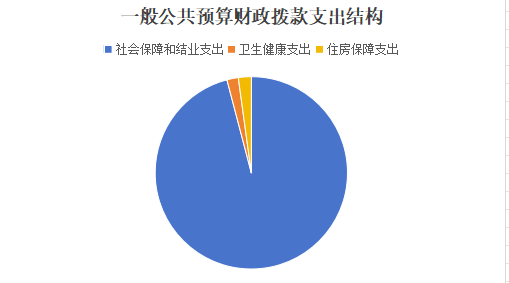 一般公共预算财政拨款支出结构
社会保障和结业支出 卫生健康支出 住房保障支出